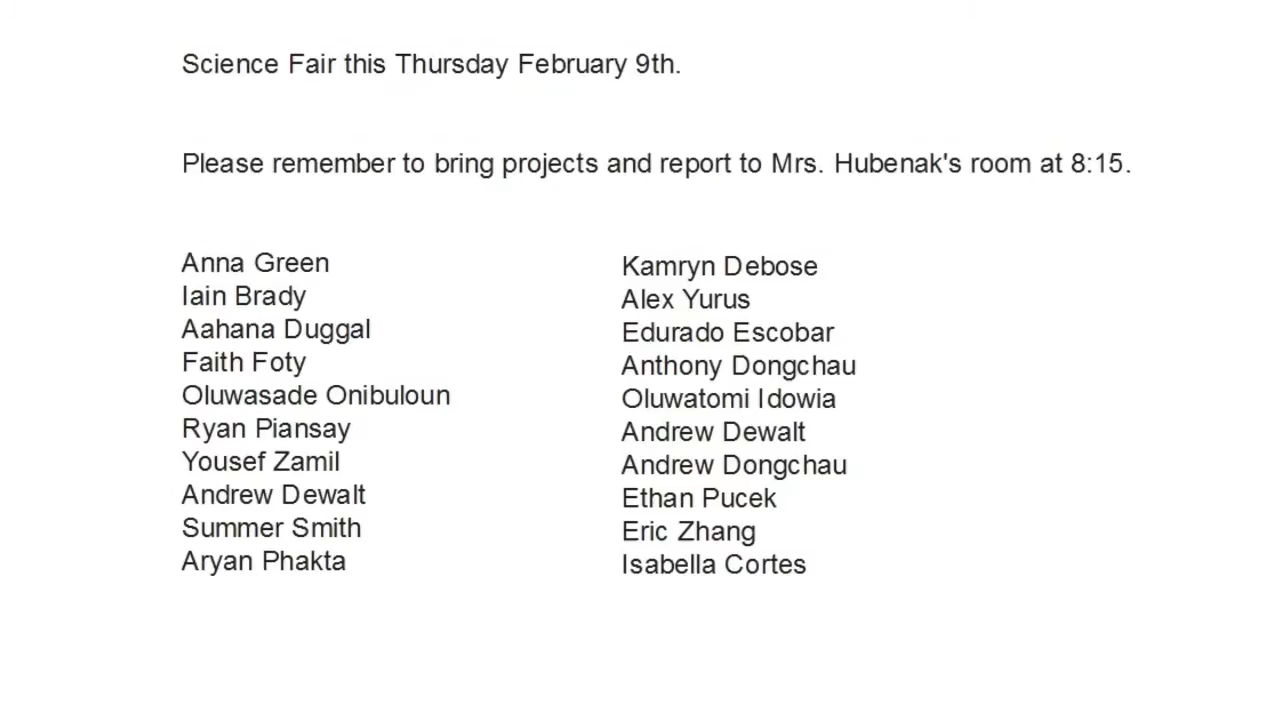 Science Fair this Thursday February 9th.
Please remember to bring projects and report to Mrs. Hubenak's room at 8:15.
Anna Green
Iain Brady
Aahana Duggal
Faith Foty
Oluwasade Onibuloun
Ryan Piansay
Yousef Zamil
Andrew Dewalt
Summer Smith
Aryan Phakta
Kamryn Debose
Alex Yurus
Edurado Escobar
Anthony Dongchau
Oluwatomi Idowia
Andrew Dewalt
Andrew Dongchau
Ethan Pucek
Eric Zhang
Isabella Cortes